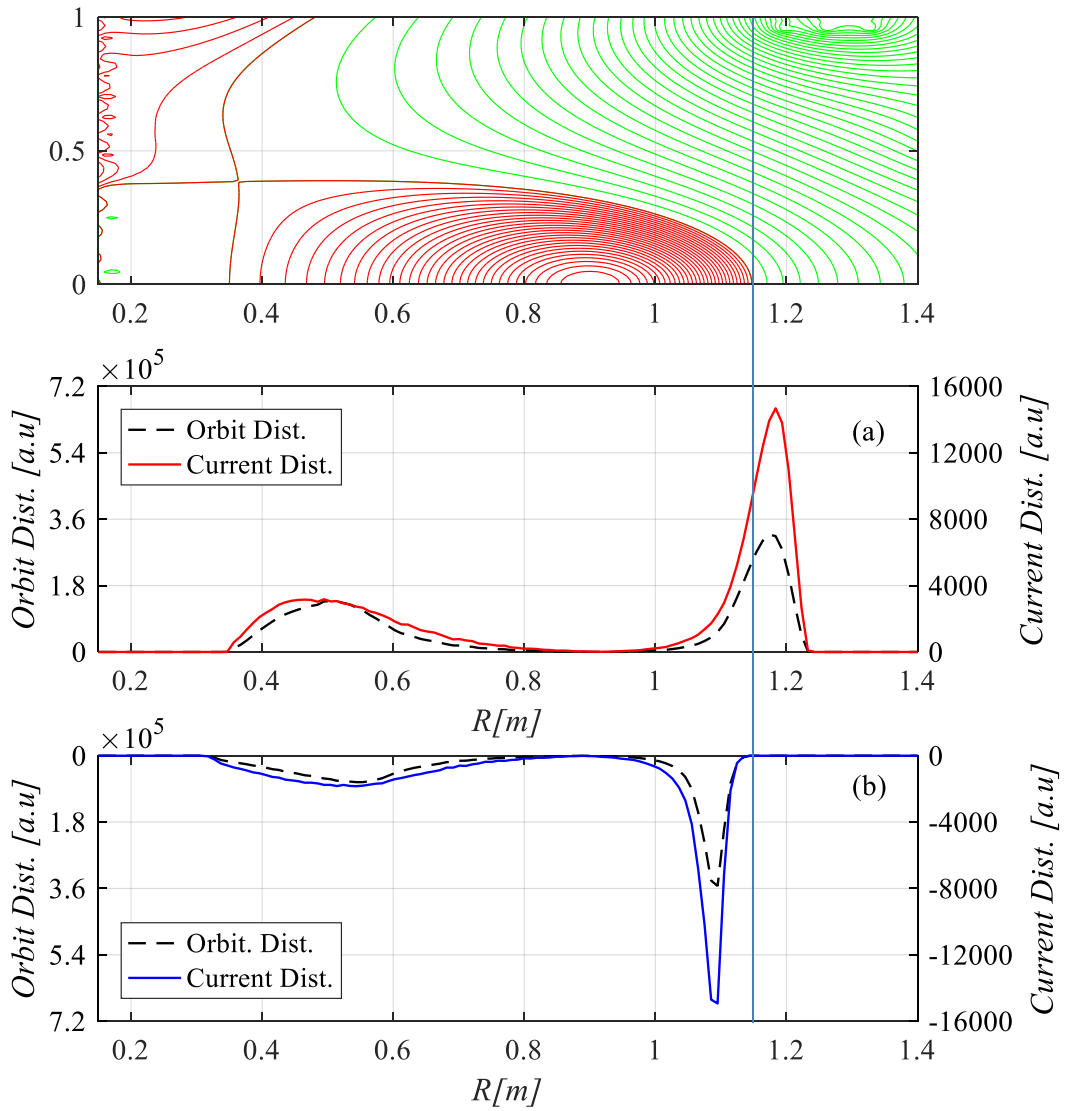 1
0.5
0
0.2 0.4 0.6 0.8 1 1.2 1.4
×10⁵
7.2 16000
5.4 12000
3.6 8000
1.8 4000
0 0
Orbit Dist. [a.u]
Current Dist. [a.u]
Orbit Dist.
Current Dist.
(a)
0.2 0.4 0.6 0.8 1 1.2 1.4
R[m]
×10⁵
0 0
1.8 -4000
3.6 -8000
5.4 -12000
7.2 -16000
Orbit Dist. [a.u]
Current Dist. [a.u]
(b)
Orbit. Dist.
Current Dist.
0.2 0.4 0.6 0.8 1 1.2 1.4
R[m]